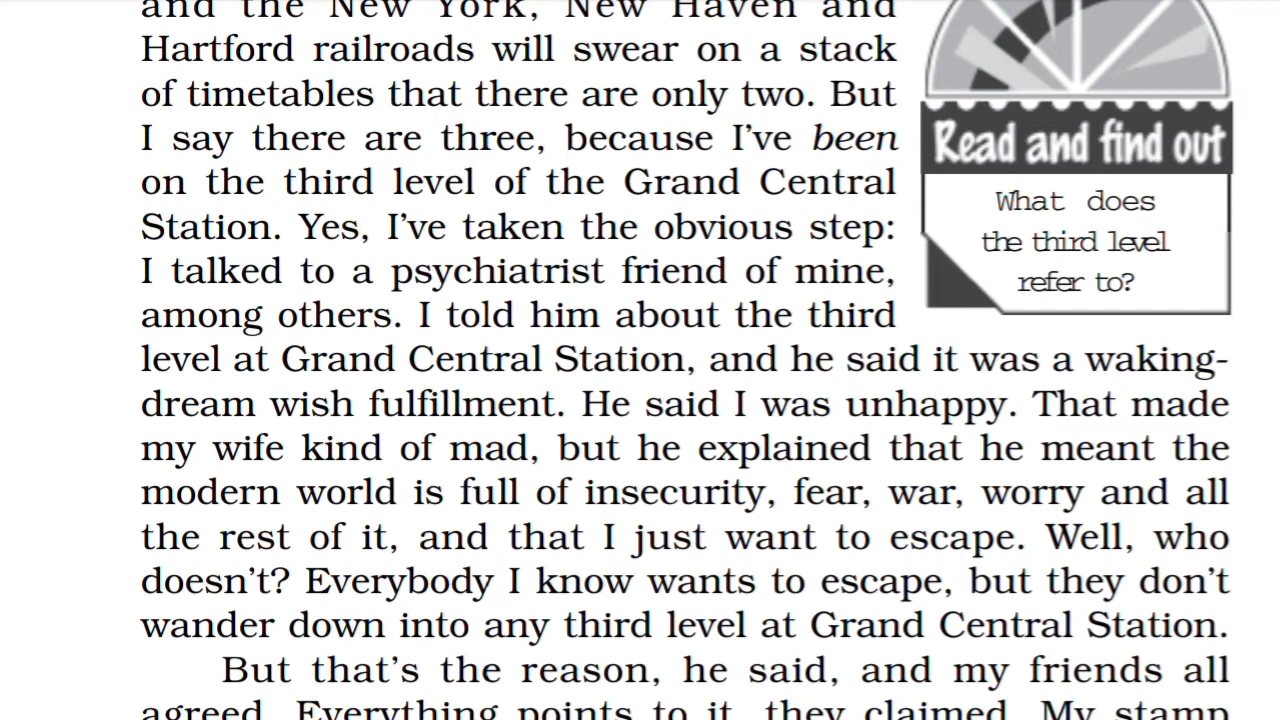 and the New York, New Haven and
Hartford railroads will swear on a stack
of timetables that there are only two. But
I say there are three, because I've been
on the third level of the Grand Central
Station. Yes, I've taken the obvious step:
I talked to a psychiatrist friend of mine,
among others. I told him about the third
level at Grand Central Station, and he said it was a waking-
dream wish fulfillment. He said I was unhappy. That made
my wife kind of mad, but he explained that he meant the
modern world is full of insecurity, fear, war, worry and all
the rest of it, and that I just want to escape. Well, who
doesn't? Everybody I know wants to escape, but they don't
wander down into any third level at Grand Central Station.
But that's the reason, he said, and my friends all
agreed. Everything points to it, they claimed. My stamp
Read and find out
What does
the third level
refer to?